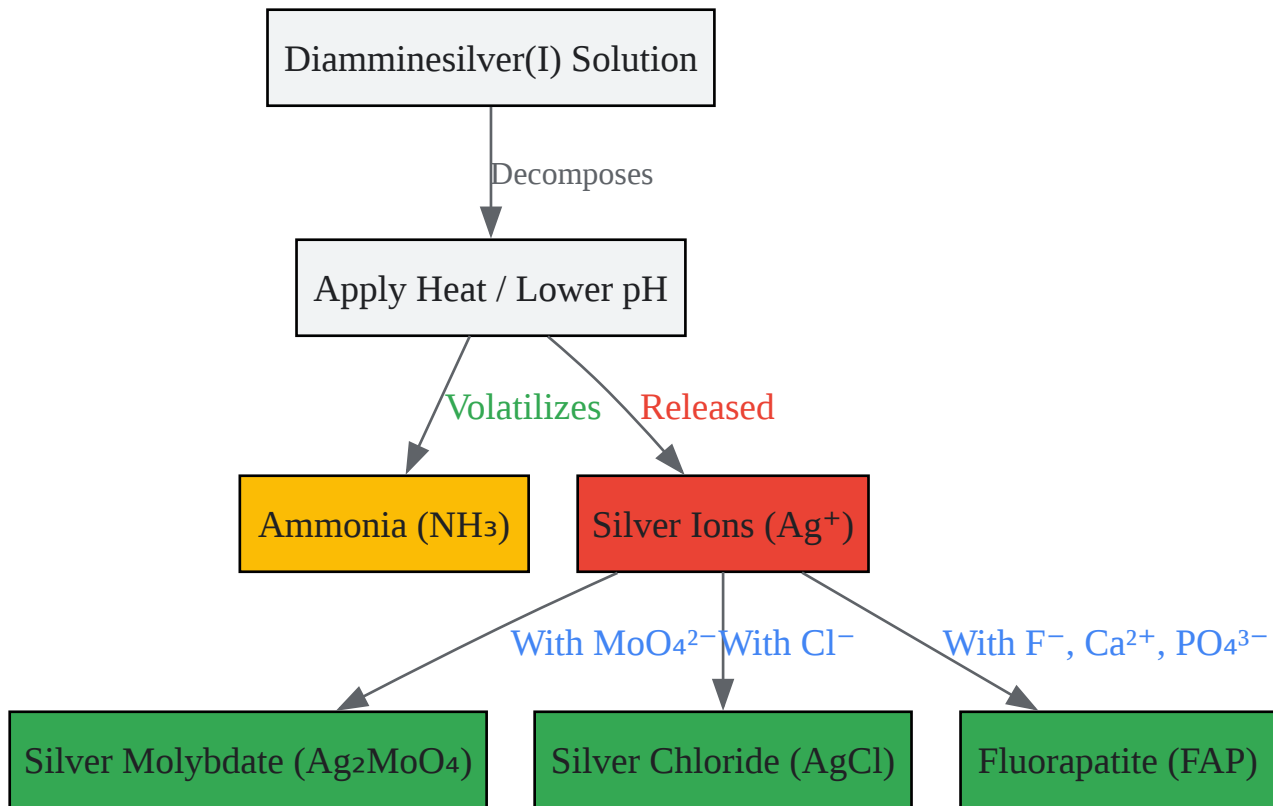 Diamminesilver(I) Solution
Decomposes
Apply Heat / Lower pH
Volatilizes
Released
Ammonia (NH₃)
Silver Ions (Ag⁺)
With MoO₄²⁻
With Cl⁻
With F⁻, Ca²⁺, PO₄³⁻
Silver Molybdate (Ag₂MoO₄)
Silver Chloride (AgCl)
Fluorapatite (FAP)